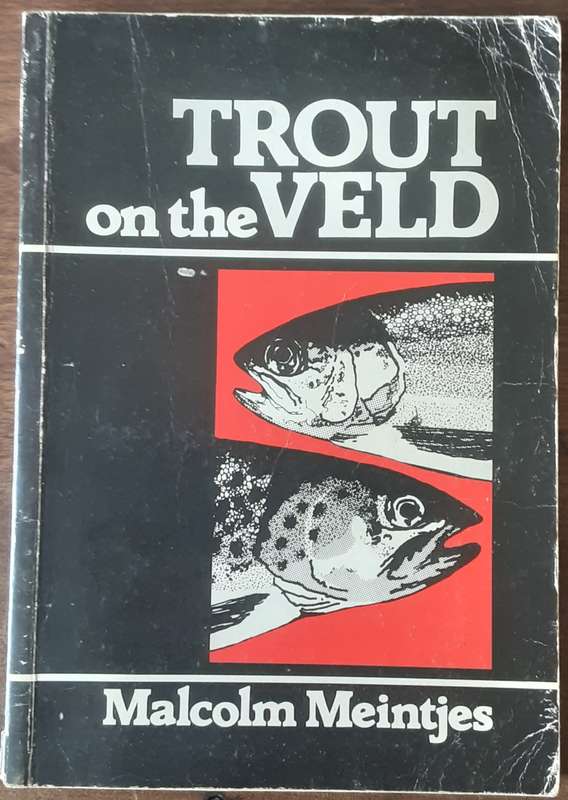 TROUT
on the VELD
Malcolm Meintjes